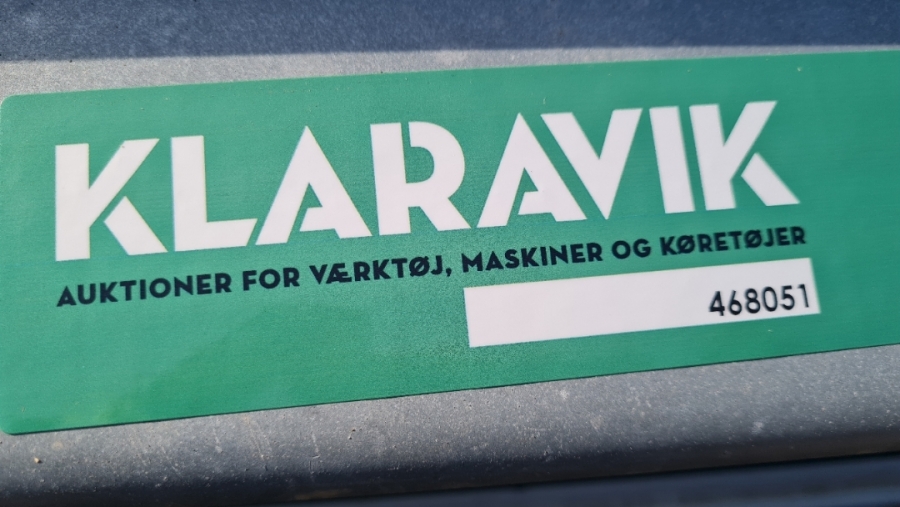 KLARAVIK
AUKTIONER FOR VÆRKTØJ, MASKINER OG KØRETØJER
468051